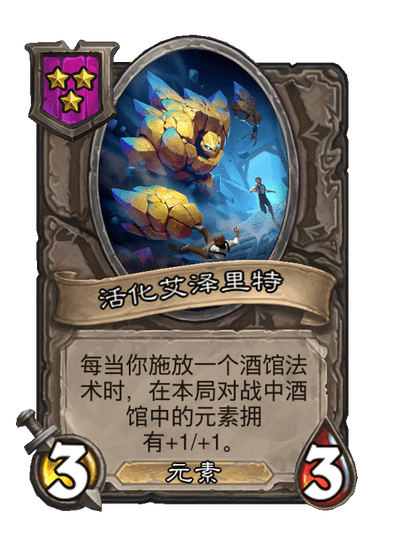 活化艾泽里特
每当你施放一个酒馆法
术时，在本局对战中酒
馆中的元素拥
有+1/+1。
3
元素
3